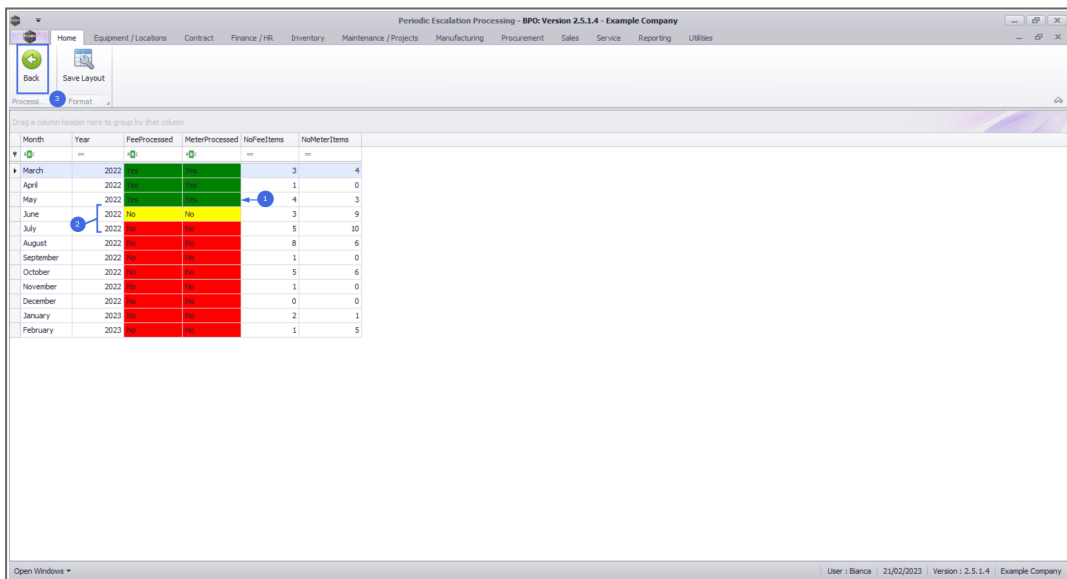 Periodic Escalation Processing - BPO: Version 2.5.1.4 - Example Company
Home Equipment / Locations Contract Finance / HR Inventory Maintenance / Projects Manufacturing Procurement Sales Service Reporting Utilities
Back Save Layout
Processi... 3 Format
Drag a column header here to group by that column
Month Year FeeProcessed MeterProcessed NoFeeItems NoMeterItems
= = =
March 2022 Yes Yes 3 4
April 2022 Yes Yes 1 0
May 2022 Yes Yes 1 4 3
June 2022 No No 3 9
2
July 2022 No No 5 10
August 2022 No No 8 6
September 2022 No No 1 0
October 2022 No No 5 6
November 2022 No No 1 0
December 2022 No No 0 0
January 2023 No No 2 1
February 2023 No No 1 5
Open Windows User : Bianca 21/02/2023 Version : 2.5.1.4 Example Company